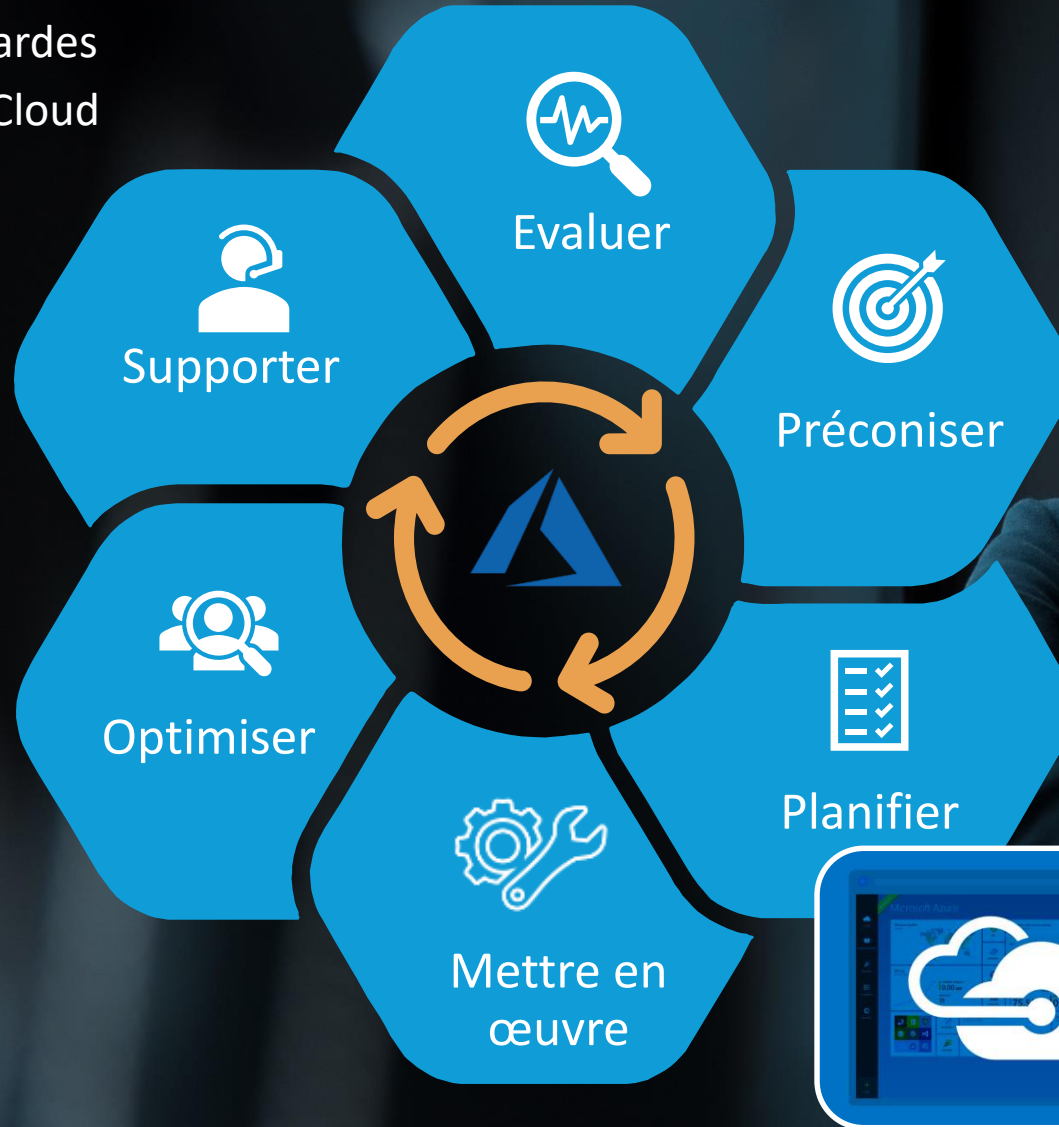 ardes
Cloud
Evaluer
Préconiser
Planifier
Mettre en
œuvre
Optimiser
Supporter
Microsoft Azure